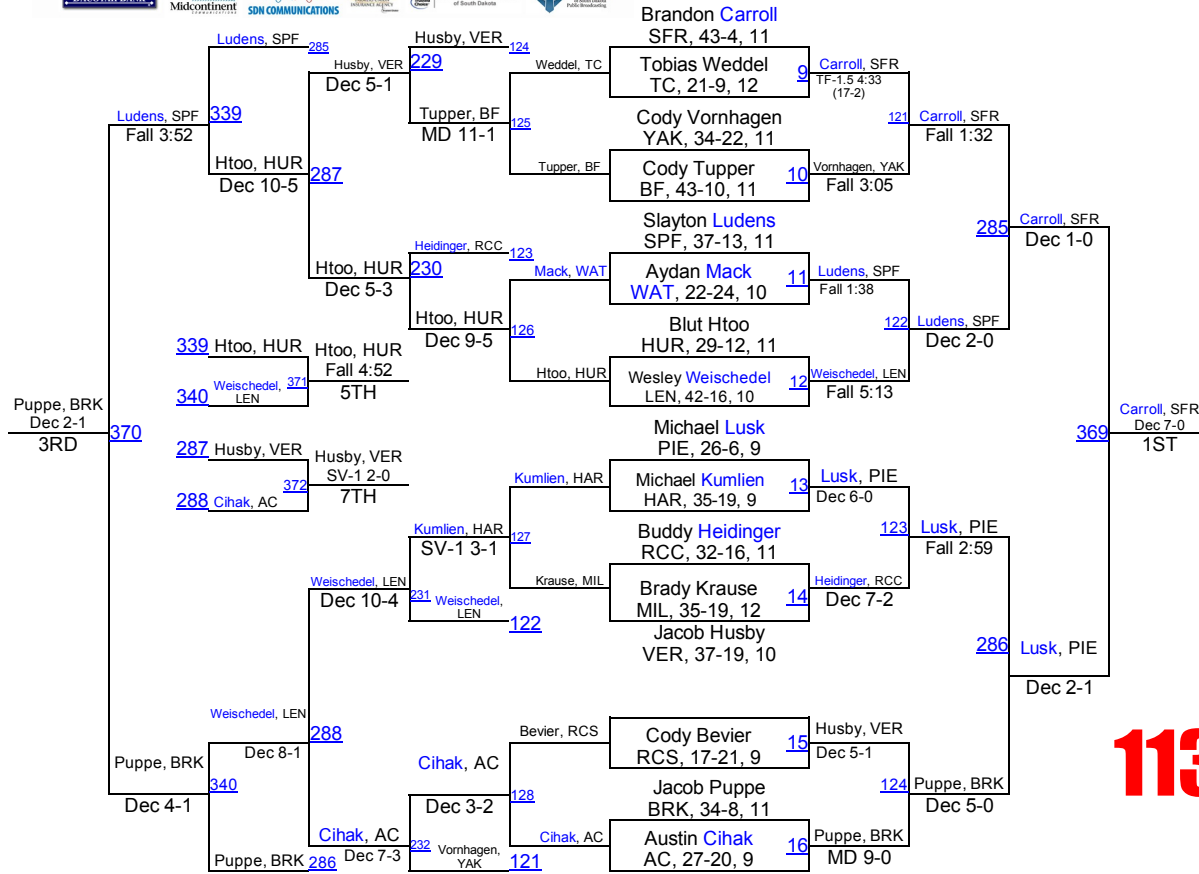 Midcontinent
COMMUNICATIONS
SDN COMMUNICATIONS
INSURANCE AGENCY
Choice
of South Dakota
Public Broadcasting
Brandon Carroll
SFR, 43-4, 11
Tobias Weddel
TC, 21-9, 12
Cody Vornhagen
YAK, 34-22, 11
Cody Tupper
BF, 43-10, 11
Slayton Ludens
SPF, 37-13, 11
Aydan Mack
WAT, 22-24, 10
Blut Htoo
HUR, 29-12, 11
Wesley Weischedel
LEN, 42-16, 10
Michael Lusk
PIE, 26-6, 9
Michael Kumlien
HAR, 35-19, 9
Buddy Heidinger
RCC, 32-16, 11
Brady Krause
MIL, 35-19, 12
Jacob Husby
VER, 37-19, 10
Cody Bevier
RCS, 17-21, 9
Jacob Puppe
BRK, 34-8, 11
Austin Cihak
AC, 27-20, 9
9
Carroll, SFR
TF-1.5 4:33
(17-2)
10
Vornhagen, YAK
Fall 3:05
11
Ludens, SPF
Fall 1:38
12
Weischedel, LEN
Fall 5:13
13
Lusk, PIE
Dec 6-0
14
Heidinger, RCC
Dec 7-2
15
Husby, VER
Dec 5-1
16
Puppe, BRK
MD 9-0
121
Carroll, SFR
Fall 1:32
122
Ludens, SPF
Dec 2-0
123
Lusk, PIE
Fall 2:59
124
Puppe, BRK
Dec 5-0
285
Carroll, SFR
Dec 1-0
286
Lusk, PIE
Dec 2-1
369
Carroll, SFR
Dec 7-0
1ST
Weddel, TC
Tupper, BF
Mack, WAT
Htoo, HUR
Kumlien, HAR
Krause, MIL
Bevier, RCS
Cihak, AC
Husby, VER
124
125
Tupper, BF
MD 11-1
Heidinger, RCC
123
126
Htoo, HUR
Dec 9-5
127
Kumlien, HAR
SV-1 3-1
Weischedel,
LEN
122
128
Cihak, AC
Dec 3-2
Vornhagen,
YAK
121
229
Husby, VER
Dec 5-1
230
Htoo, HUR
Dec 5-3
231
Weischedel, LEN
Dec 10-4
232
Cihak, AC
Dec 7-3
Ludens, SPF
285
287
Htoo, HUR
Dec 10-5
288
Weischedel, LEN
Dec 8-1
Puppe, BRK
286
339
Ludens, SPF
Fall 3:52
340
Puppe, BRK
Dec 4-1
370
Puppe, BRK
Dec 2-1
3RD
339
Htoo, HUR
340
Weischedel,
LEN
371
Htoo, HUR
Fall 4:52
5TH
287
Husby, VER
288
Cihak, AC
372
Husby, VER
SV-1 2-0
7TH
113